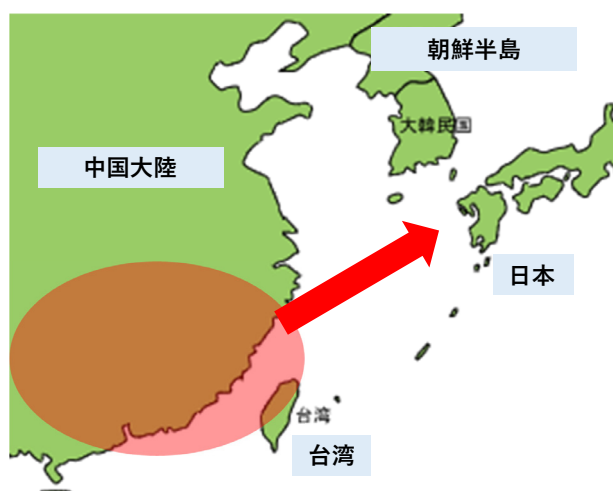 朝鮮半島
大韓民国
中国大陸
日本
台湾
台湾